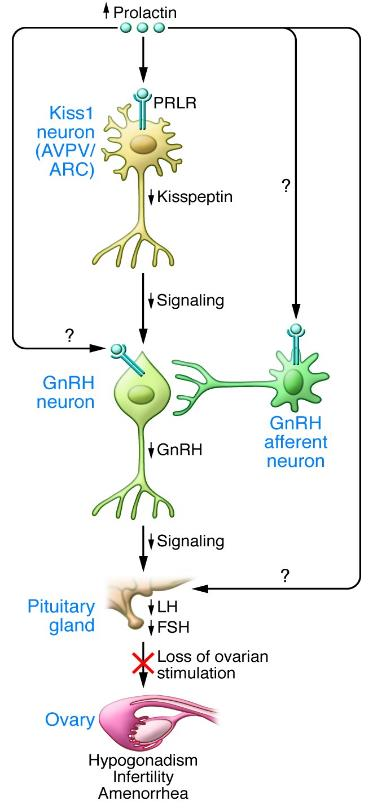 ↑ Prolactin
PRLR
Kiss1
neuron
(AVPV/
ARC)
↓ Kisspeptin
?
↓ Signaling
?
GnRH
neuron
GnRH
afferent
neuron
↓ GnRH
↓ Signaling
?
Pituitary
gland
↓ LH
↓ FSH
Loss of ovarian
stimulation
Ovary
Hypogonadism
Infertility
Amenorrhea